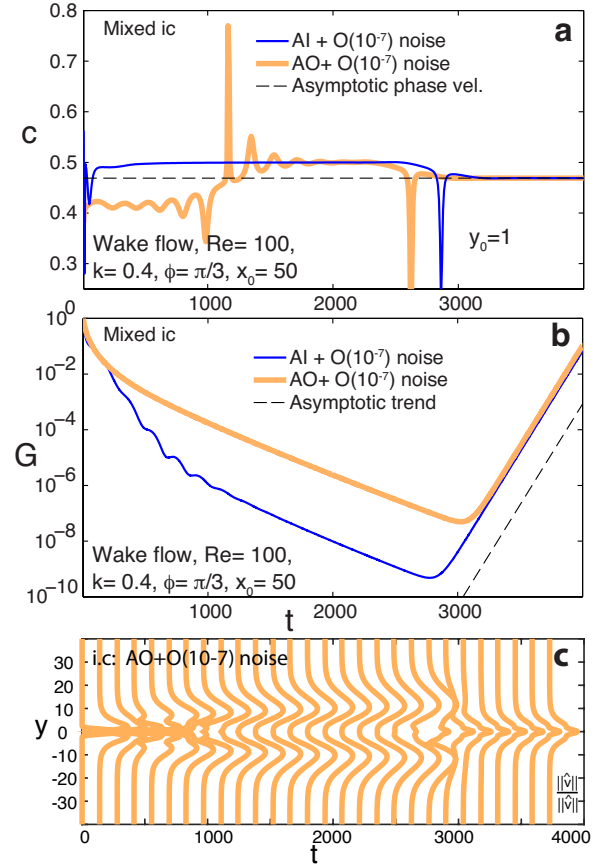 0.8
Mixed ic
a
AI + O(10⁻⁷) noise
AO+ O(10⁻⁷) noise
Asymptotic phase vel.
0.7
0.6
c
0.5
0.4
0.3
Wake flow, Re= 100,
k= 0.4, ϕ= π/3, x₀= 50
y₀=1
0 1000 2000 3000
10⁰
Mixed ic
b
AI + O(10⁻⁷) noise
AO+ O(10⁻⁷) noise
Asymptotic trend
10⁻²
10⁻⁴
G
10⁻⁶
10⁻⁸
10⁻¹⁰
Wake flow, Re= 100,
k= 0.4, ϕ= π/3, x₀= 50
1000 2000 3000
t
i.c: AO+O(10-7) noise
c
30
20
10
y
0
-10
-20
-30
||v̂||
||v̂||
0 1000 2000 3000 4000
t